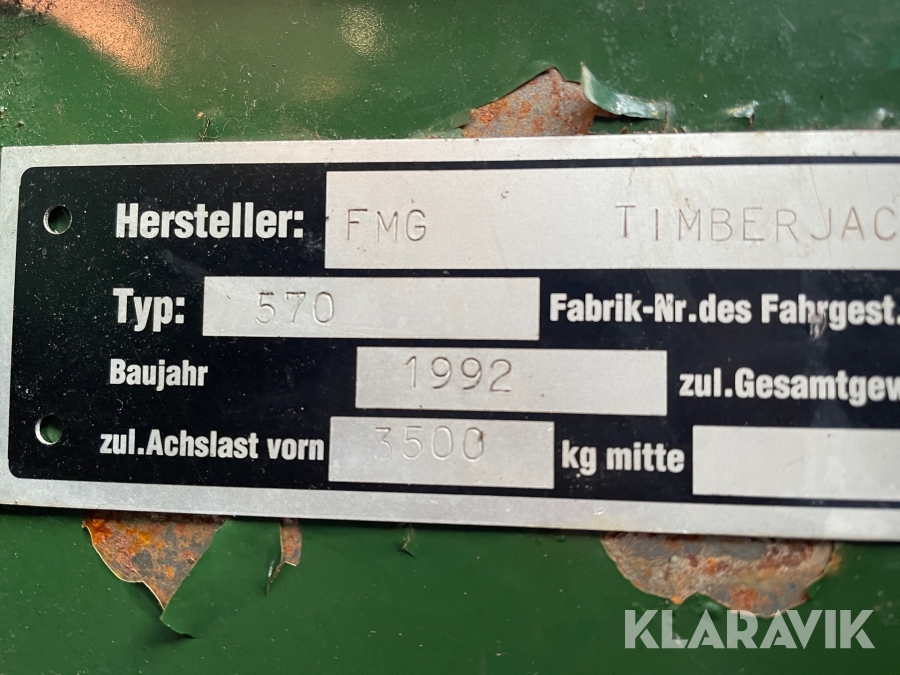 Hersteller: FMG TIMBERJAC
Typ: 570 Fabrik-Nr.des Fahrgest.
Baujahr 1992 zul.Gesamtgew
zul.Achslast vorn 3500 kg mitte
KLARAVIK